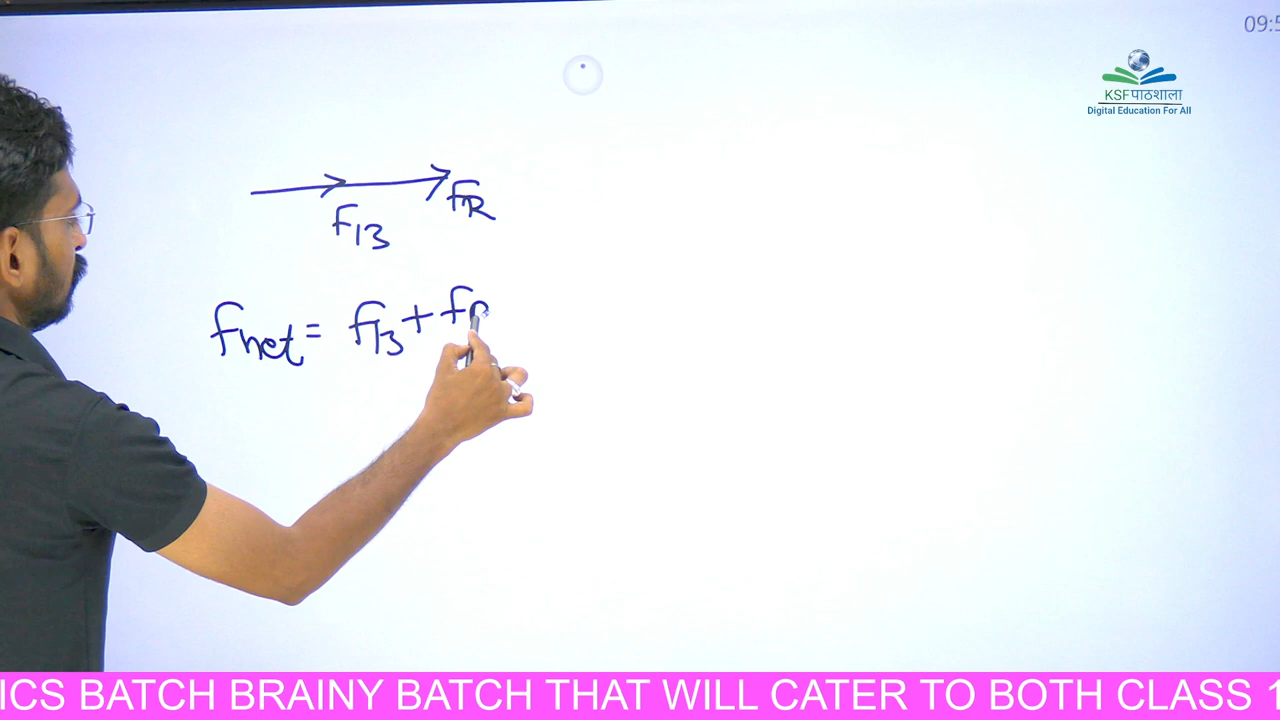 09:5
KSFपाठशाला
Digital Education For All
F13 FR
Fnet = F13 + F
ICS BATCH BRAINY BATCH THAT WILL CATER TO BOTH CLASS 1